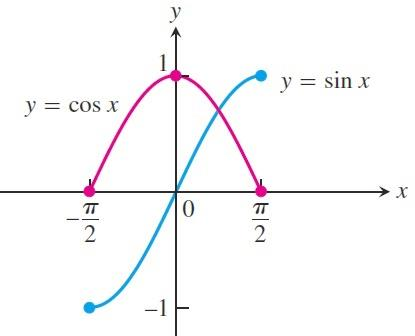 y
1
y = sin x
y = cos x
x
0
−π/2
π/2
−1